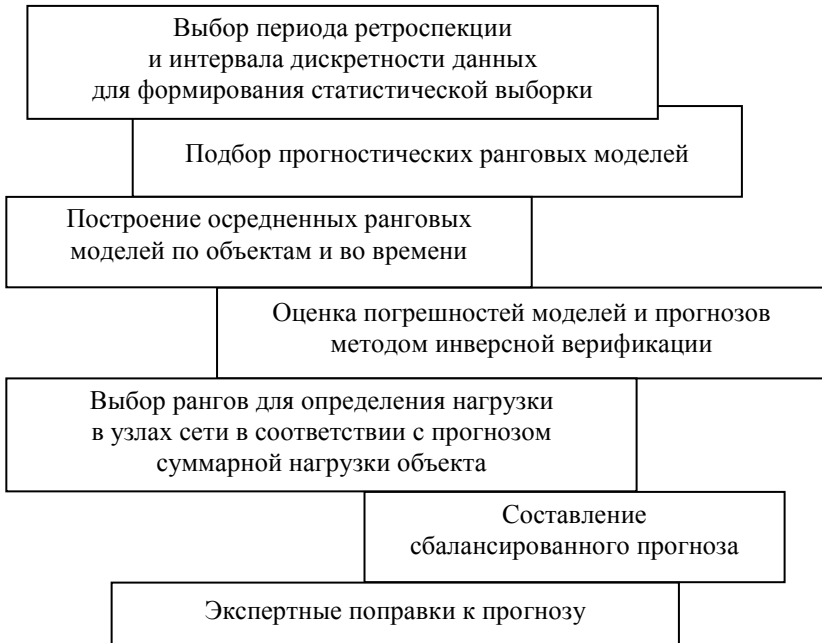 Выбор периода ретроспекции
и интервала дискретности данных
для формирования статистической выборки
Подбор прогностических ранговых моделей
Построение осредненных ранговых
моделей по объектам и во времени
Оценка погрешностей моделей и прогнозов
методом инверсной верификации
Выбор рангов для определения нагрузки
в узлах сети в соответствии с прогнозом
суммарной нагрузки объекта
Составление
сбалансированного прогноза
Экспертные поправки к прогнозу